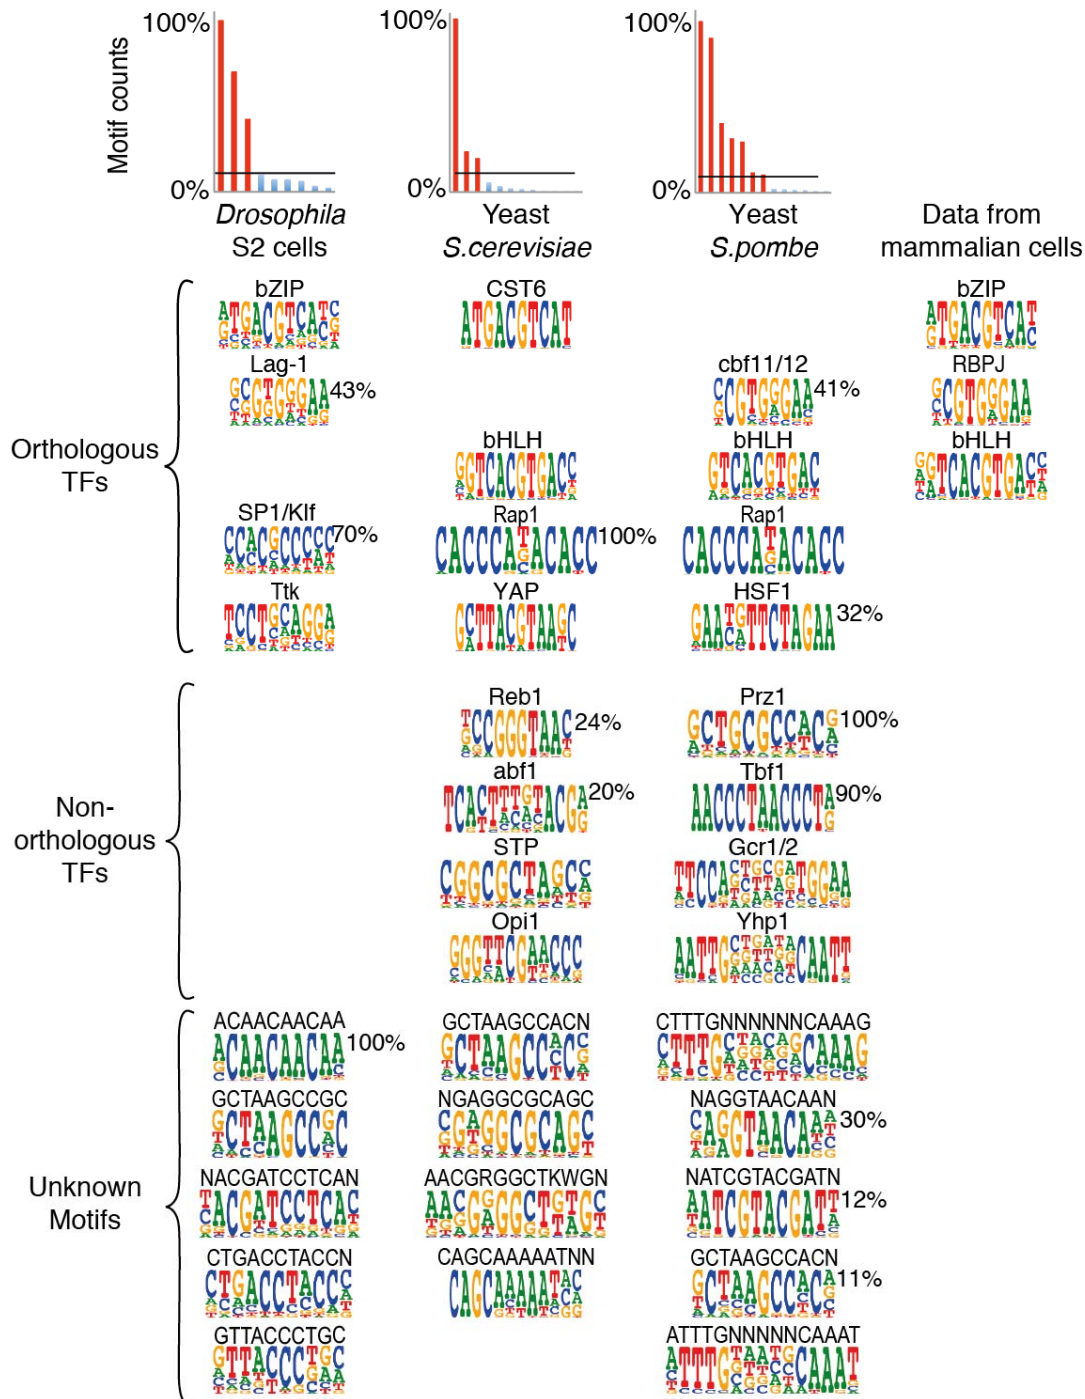 100%
100%
100%
Motif counts
0%
0%
0%
Drosophila
S2 cells
Yeast
S.cerevisiae
Yeast
S.pombe
Data from
mammalian cells
Orthologous
TFs
bZIP
CST6
bZIP
Lag-1
43%
cbf11/12
41%
RBPJ
bHLH
bHLH
bHLH
SP1/Klf
70%
Rap1
100%
Rap1
Ttk
YAP
HSF1
32%
Non-
orthologous
TFs
Reb1
24%
Prz1
100%
abf1
20%
Tbf1
90%
STP
Gcr1/2
Opi1
Yhp1
Unknown
Motifs
ACAACAACAA
100%
GCTAAGCCACN
CTTTGNNNNNNCAAAG
GCTAAGCCGC
NGAGGCGCAGC
NAGGTAACAAN
30%
NACGATCCTCAN
AACGRGGCTKWGN
NATCGTACGATN
12%
CTGACCTACCN
CAGCAAAAATNN
GCTAAGCCACN
11%
GTTACCCTGC
ATTTGNNNNNCAAAT